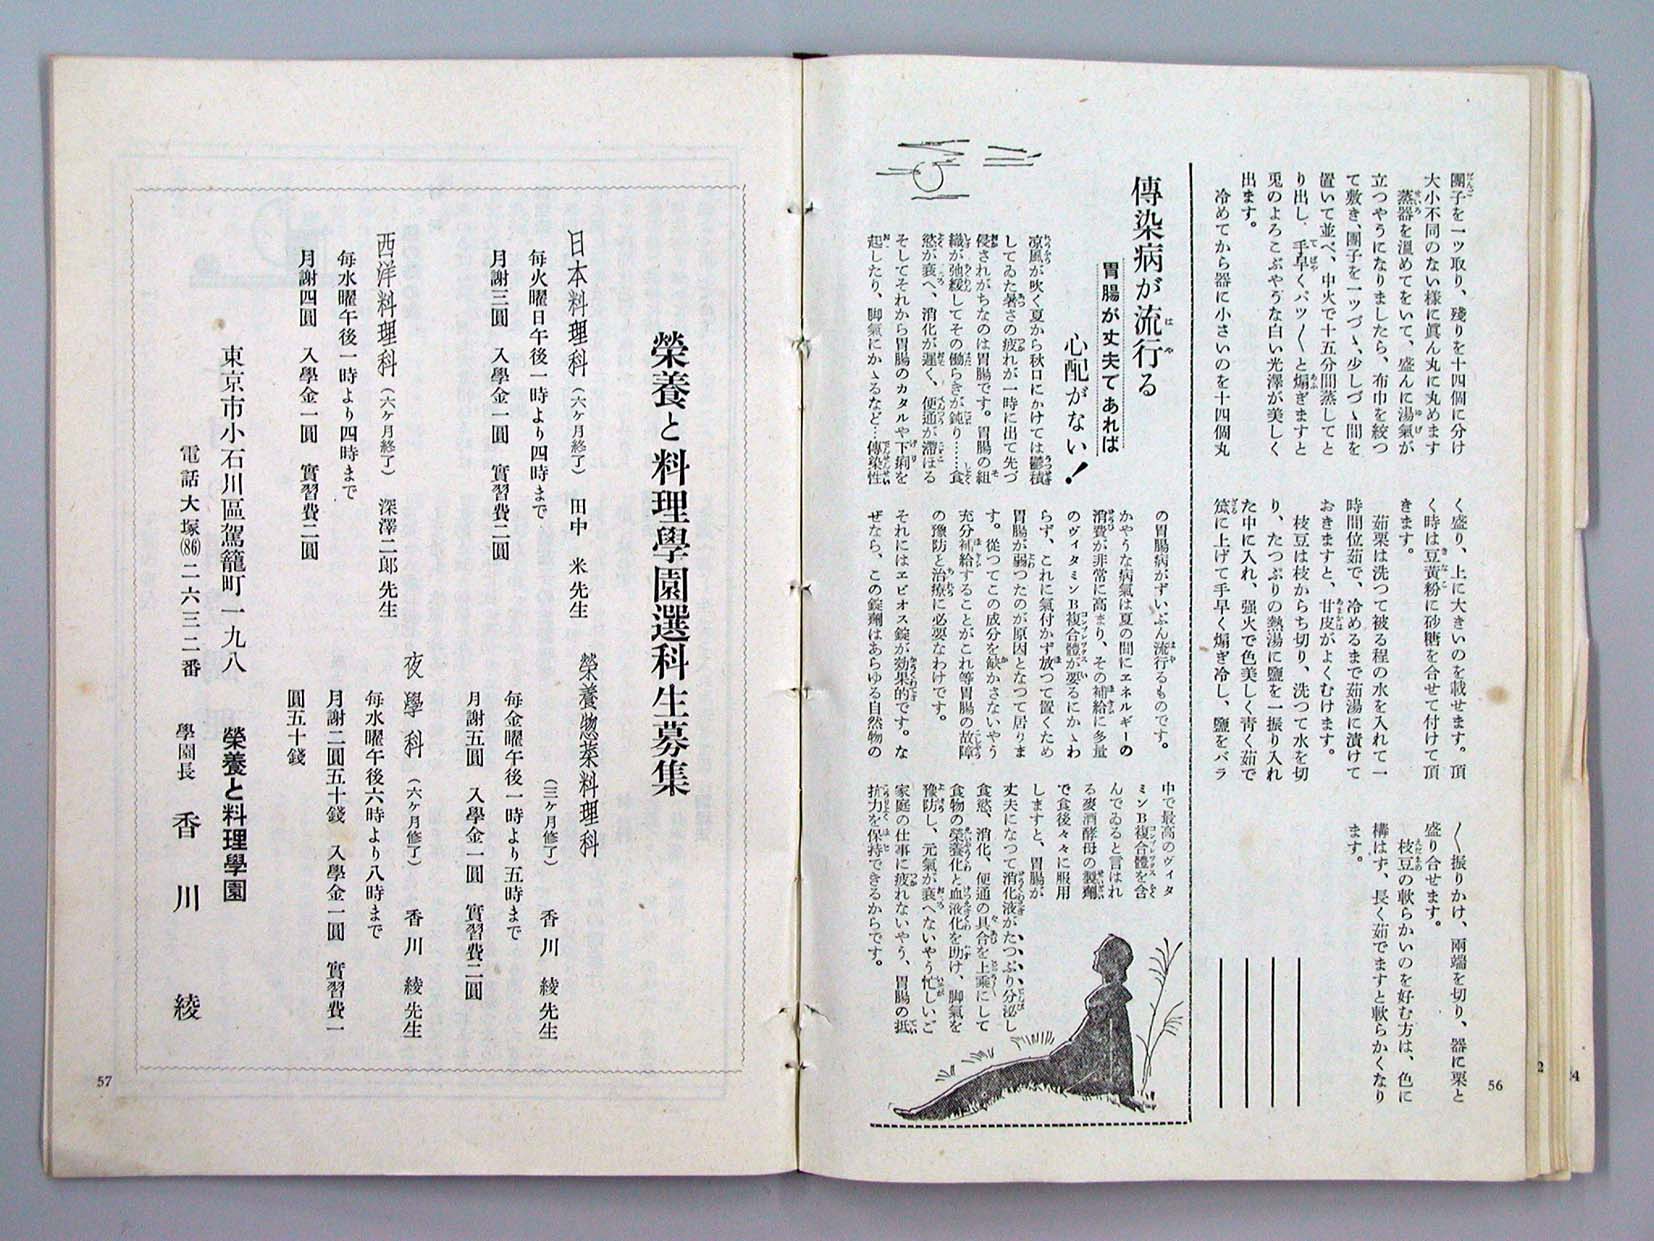 團子を一ツ取り、殘りを十四個に分け
大小不同のない樣に眞ん丸に丸めます
蒸器を溫めてをいて、盛んに湯氣が
立つやうになりましたら、布巾を絞つ
て敷き、團子を一ツづゝ、少しづゝ間を
置いて並べ、中火で十五分間蒸してと
り出し、手早くバツ〱と煽ぎますと
兎のよろこぶやうな白い光澤が美しく
出ます。
冷めてから器に小さいのを十四個丸
く盛り、上に大きいのを載せます。頂
く時は豆黃粉に砂糖を合せて付けて頂
きます。
茹栗は洗つて被る程の水を入れて一
時間位茹で、冷めるまで茹湯に漬けて
おきますと、甘皮がよくむけます。
枝豆は枝からち切り、洗つて水を切
り、たつぷりの熱湯に鹽を一振り入れ
た中に入れ、强火で色美しく靑く茹で
笊に上げて手早く煽ぎ冷し、鹽をバラ
〱振りかけ、兩端を切り、器に栗と
盛り合せます。
枝豆の軟らかいのを好む方は、色に
構はず、長く茹でますと軟らかくなり
ます。
傳染病が流行る
胃腸が丈夫であれば
心配がない!
凉風が吹く夏から秋口にかけては鬱積
してゐた暑さの疲れが一時に出て先づ
侵されがちなのは胃腸です。胃腸の組
織が弛緩してその働らきが鈍り……食
慾が衰へ、消化が遲く、便通が滯ほる
そしてそれから胃腸のカタルや下痢を
起したり、脚氣にかゝるなど…傳染性
の胃腸病がずいぶん流行るものです。
かやうな病氣は夏の間にエネルギーの
消費が非常に高まり、その補給に多量
のヴイタミンB複合體が要るにかゝわ
らず、これに氣付かず放つて置くため
胃腸が弱つたのが原因となつて居りま
す。從つてこの成分を缺かさないやう
充分補給することがこれ等胃腸の故障
の豫防と治療に必要なわけです。
それにはエビオス錠が効果的です。な
ぜなら、この錠劑はあらゆる自然物の
中で最高のヴイタ
ミンB複合體を含
んでゐると言はれ
る麥酒酵母の製劑
で食後々々に服用
しますと、胃腸が
丈夫になつて消化液がたつぷり分泌し
食慾、消化、便通の具合を上乘にして
食物の榮養化と血液化を助け、脚氣を
豫防し、元氣が衰へないやう忙しいご
家庭の仕事に疲れないやう、胃腸の抵
抗力を保持できるからです。
56
榮養と料理學園選科生募集
日本料理科(六ヶ月終了) 田中 米先生
每火曜日午後一時より四時まで
月謝三圓 入學金一圓 實習費二圓
西洋料理科(六ヶ月終了) 深澤二郎先生
每水曜午後一時より四時まで
月謝四圓 入學金一圓 實習費二圓
榮養惣菜料理科
(三ヶ月修了) 香川 綾先生
每金曜午後一時より五時まで
月謝五圓 入學金一圓 實習費二圓
夜學科(六ヶ月修了) 香川 綾先生
每水曜午後六時より八時まで
月謝二圓五十錢 入學金一圓 實習費一
圓五十錢
東京市小石川區駕籠町一九八 榮養と料理學園
電話大塚(86)二六三二番 學園長 香川 綾
57